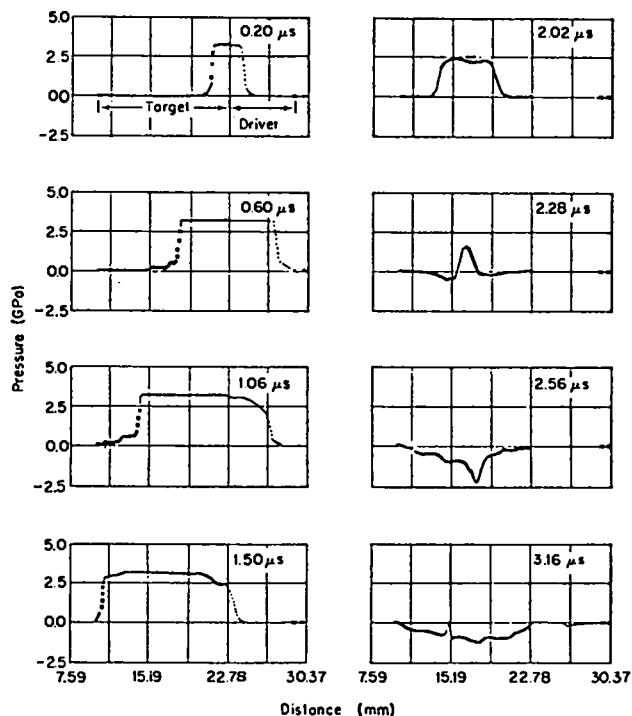 5.0
2.5
0.0
-2.5
0.20 μs
Target
Driver
2.02 μs
5.0
2.5
0.0
-2.5
0.60 μs
2.28 μs
5.0
2.5
0.0
-2.5
1.06 μs
2.56 μs
5.0
2.5
0.0
-2.5
1.50 μs
3.16 μs
7.59 15.19 22.78 30.37
7.59 15.19 22.78 30.37
Pressure (GPa)
Distance (mm)